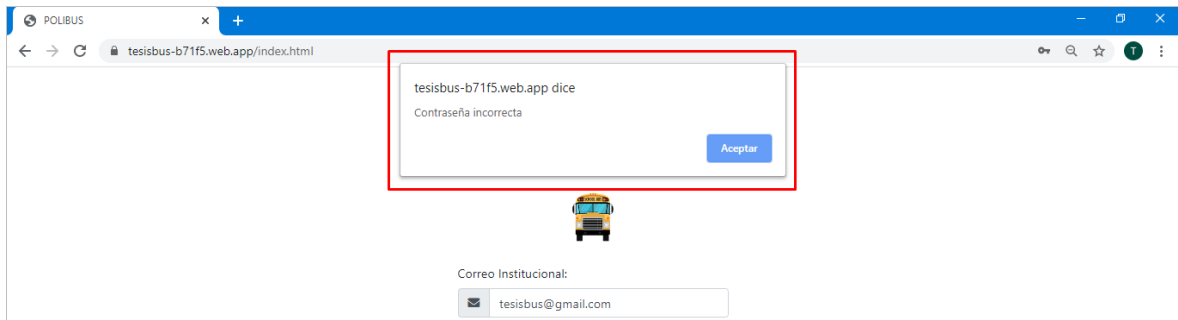 POLIBUS
tesisbus-b71f5.web.app/index.html
T
tesisbus-b71f5.web.app dice
Contraseña incorrecta
Aceptar
Correo Institucional:
tesisbus@gmail.com